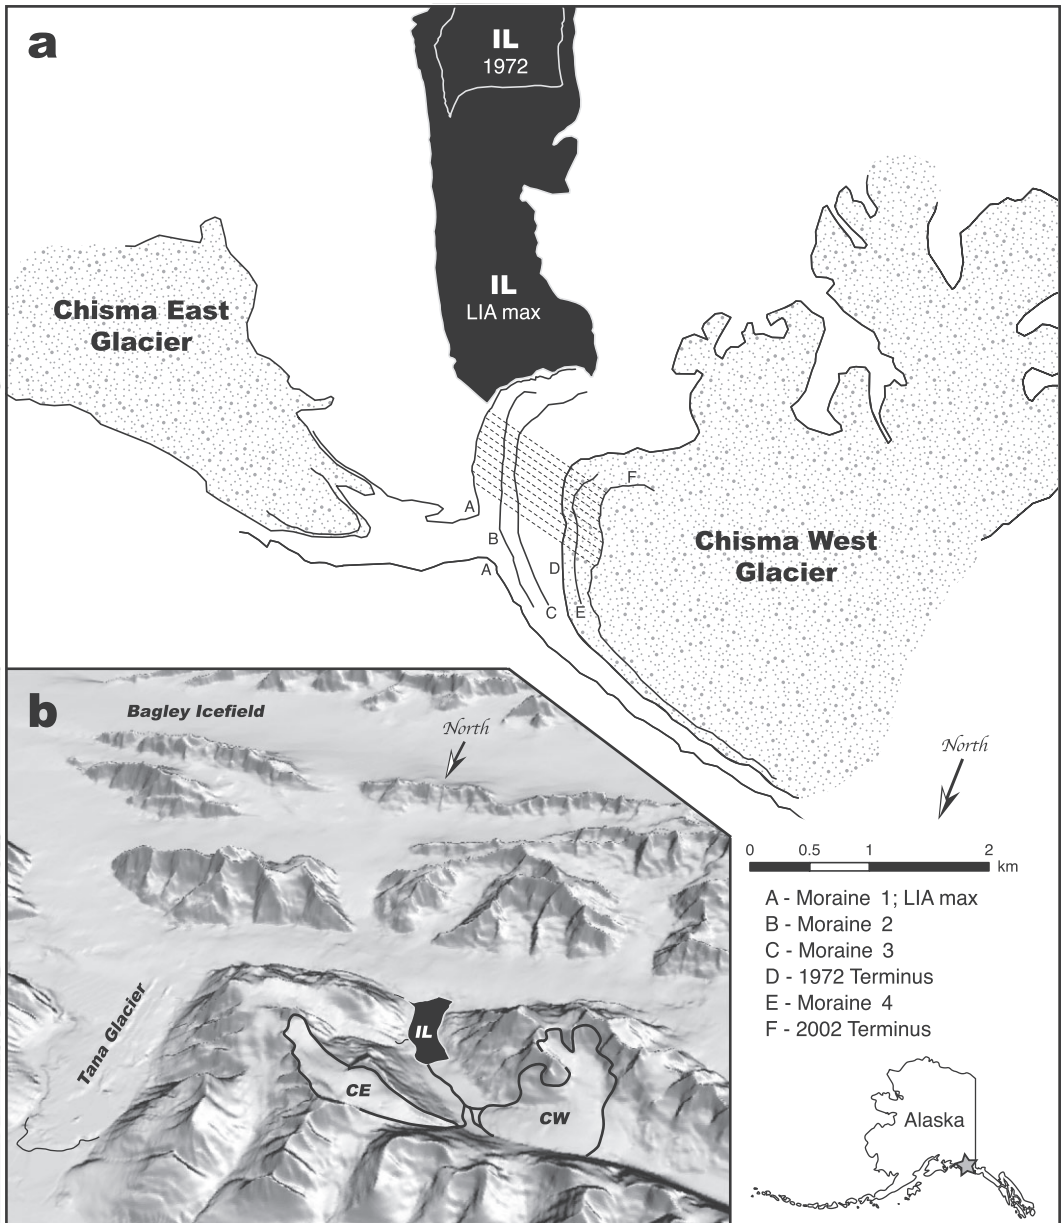 a
IL
1972
IL
LIA max
Chisma East
Glacier
F
A
Chisma West
Glacier
B
D
A
C
E
b
Bagley Icefield
North
North
0
0.5
1
2
km
A - Moraine 1; LIA max
B - Moraine 2
C - Moraine 3
D - 1972 Terminus
E - Moraine 4
F - 2002 Terminus
Tana Glacier
IL
CE
CW
Alaska